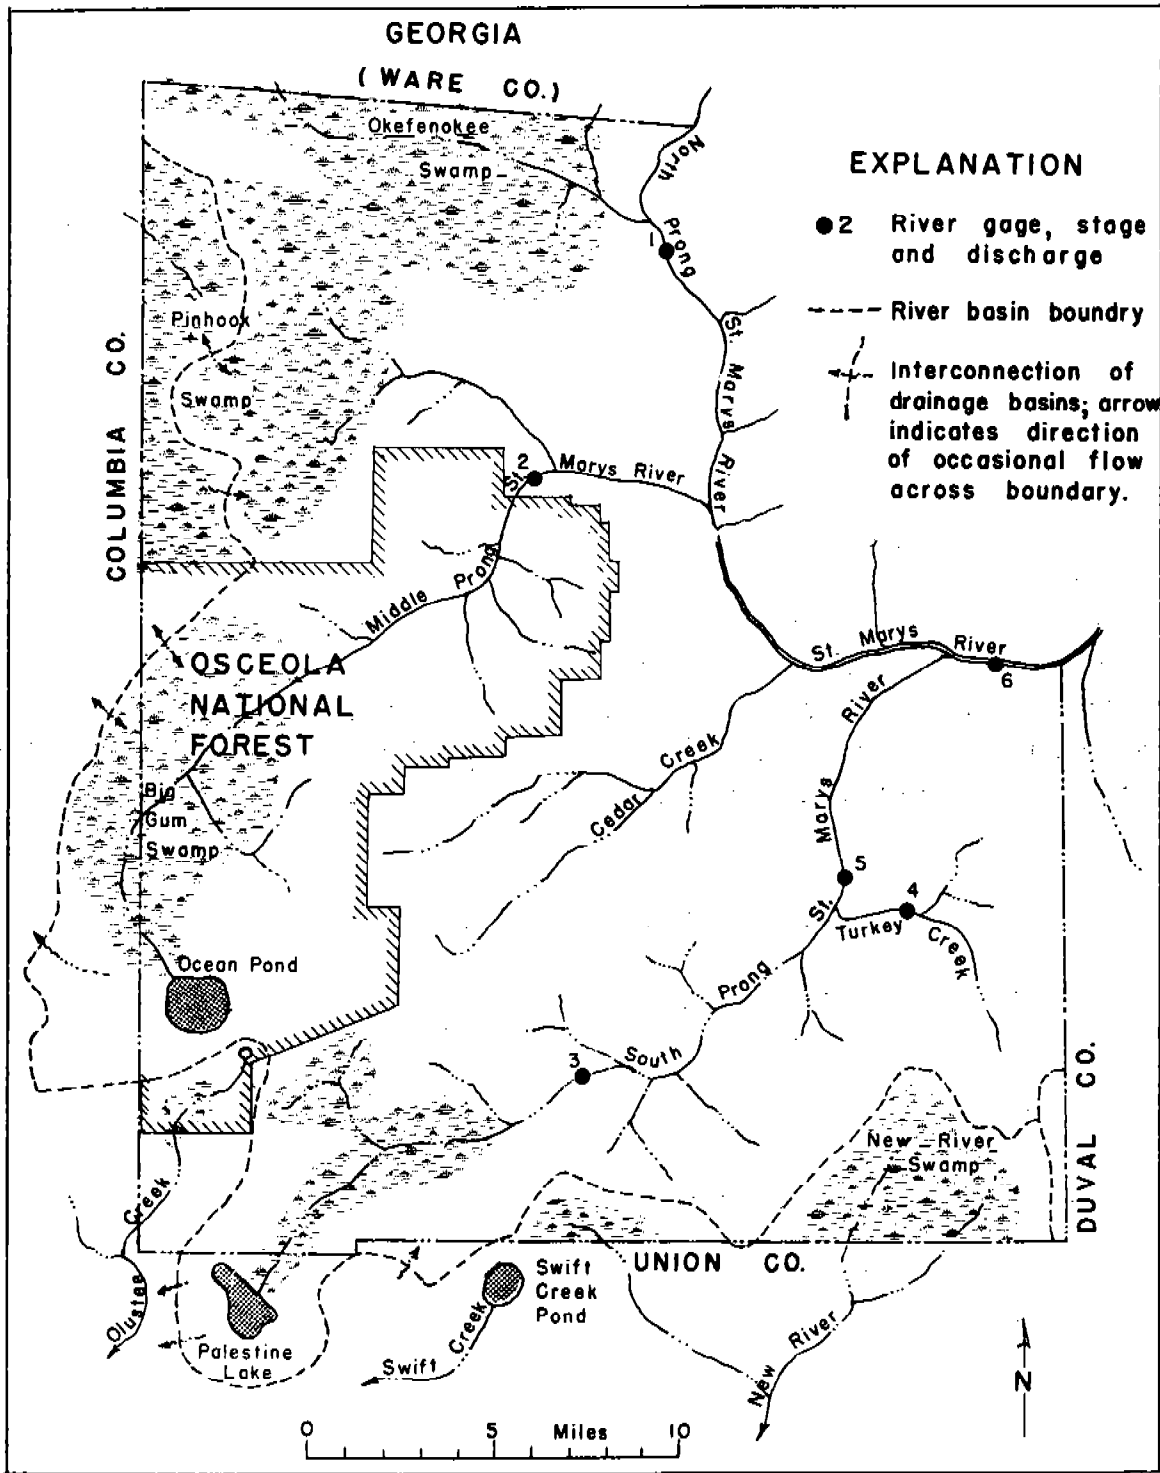 GEORGIA
(WARE CO.)
Okefenokee
Swamp
North
Prong
St. Marys
River
1
EXPLANATION
2 River gage, stage
and discharge
River basin boundry
Interconnection of
drainage basins; arrow
indicates direction
of occasional flow
across boundary.
Pinhook
Swamp
COLUMBIA CO.
2
Middle Prong St. Marys River
OSCEOLA
NATIONAL
FOREST
St. Marys River
6
Cedar Creek
Big
Gum
Swamp
5
4
Turkey Creek
Ocean Pond
3
South Prong St. Marys River
New River
Swamp
DUVAL CO.
UNION CO.
Olustee Creek
Palestine
Lake
Swift
Creek
Pond
Swift Creek
New River
N
0 5 Miles 10